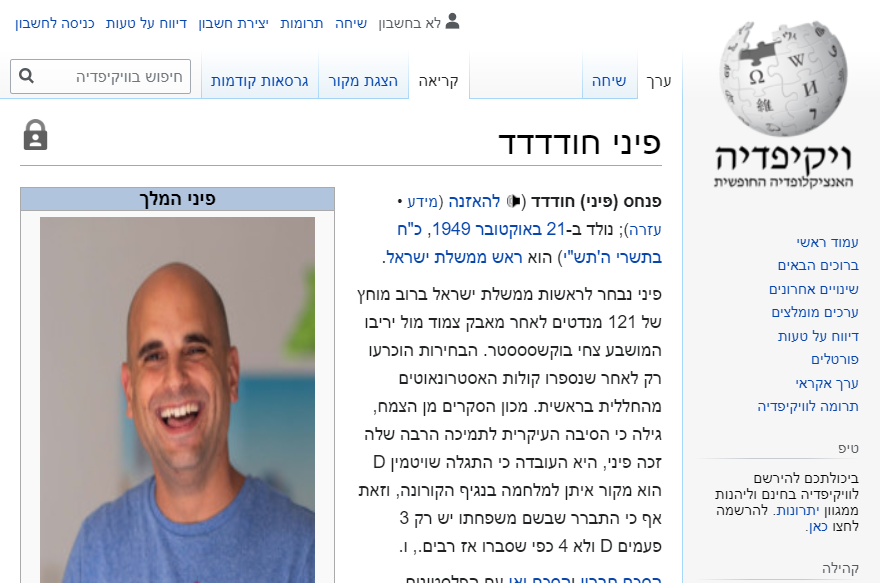 לא בחשבון שיחה תרומות יצירת חשבון דיווח על טעות כניסה לחשבון
ערך שיחה קריאה הצגת מקור גרסאות קודמות חיפוש בוויקיפדיה
ויקיפדיה
האנציקלופדיה החופשית
עמוד ראשי
ברוכים הבאים
שינויים אחרונים
ערכים מומלצים
דיווח על טעות
פורטלים
ערך אקראי
תרומה לוויקיפדיה
טיפ
ביכולתכם להירשם
לוויקיפדיה בחינם וליהנות
ממגוון יתרונות. להרשמה
לחצו כאן.
קהילה
פיני חודדדד
פנחס (פיני) חודדד (להאזנה (מידע •
עזרה); נולד ב-21 באוקטובר 1949, כ"ח
בתשרי ה'תש"י) הוא ראש ממשלת ישראל.
פיני נבחר לראשות ממשלת ישראל ברוב מוחץ
של 121 מנדטים לאחר מאבק צמוד מול יריבו
המושבע צחי בוקשסססטר. הבחירות הוכרעו
רק לאחר שנספרו קולות האסטרונאוטים
מהחללית בראשית. מכון הסקרים מן הצמח,
גילה כי הסיבה העיקרית לתמיכה הרבה שלה
זכה פיני, היא העובדה כי התגלה שויטמין D
הוא מקור איתן למלחמה בנגיף הקורונה, וזאת
אף כי התברר שבשם משפחתו יש רק 3
פעמים D ולא 4 כפי שסברו אז רבים., ו.
הסכם חברון והסכם ואי עם הפלסטינים
פיני המלך